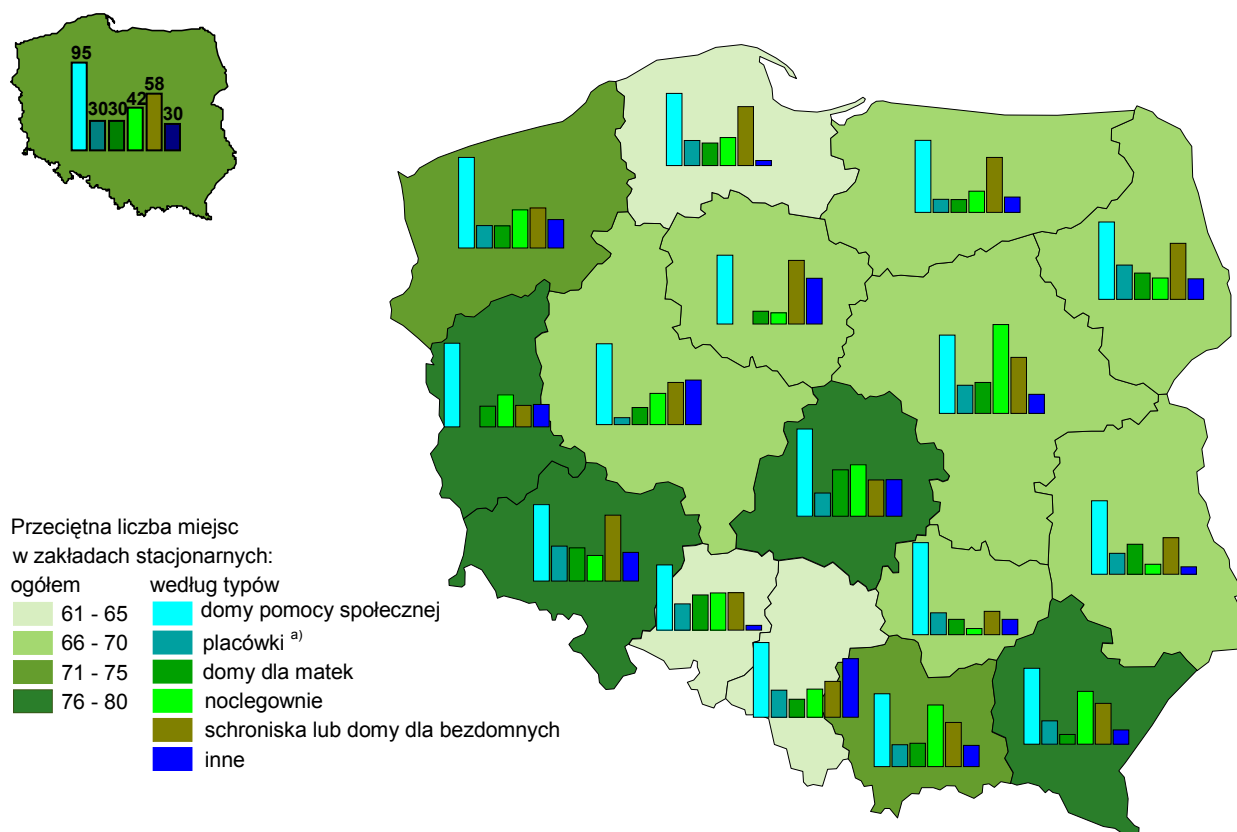 95
30 30 42 58 30
Przeciętna liczba miejsc
w zakładach stacjonarnych:
ogółem według typów
61 - 65 domy pomocy społecznej
66 - 70 placówki a)
71 - 75 domy dla matek
76 - 80 noclegownie
schroniska lub domy dla bezdomnych
inne